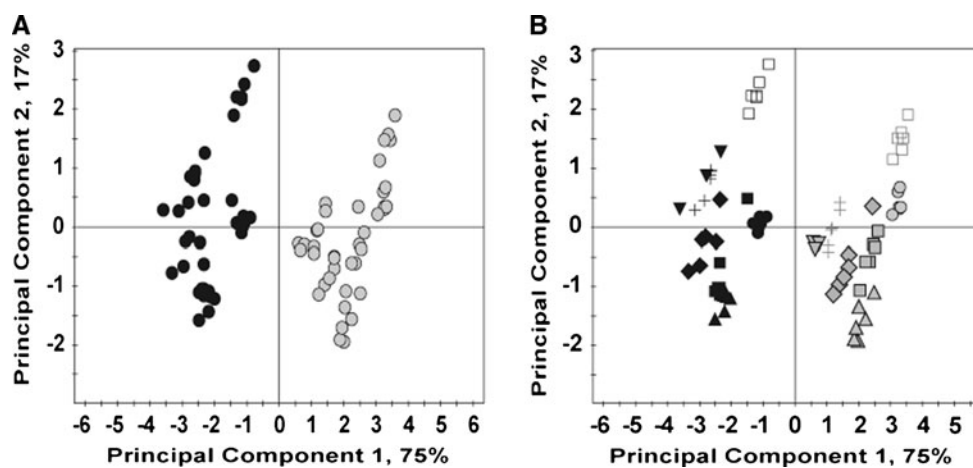 A
B
Principal Component 2, 17%
3
2
1
0
-1
-2
-6 -5 -4 -3 -2 -1 0 1 2 3 4 5 6
Principal Component 1, 75%
Principal Component 2, 17%
3
2
1
0
-1
-2
-6 -5 -4 -3 -2 -1 0 1 2 3 4 5
Principal Component 1, 75%